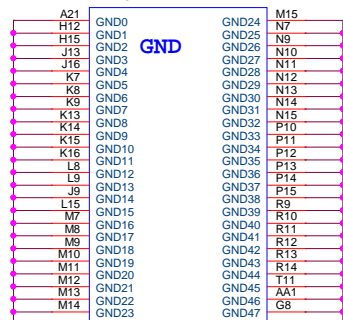 A21 GND0 GND24 M15
H12 GND1 GND25 N7
H15 GND2 GND GND26 N9
J13 GND3 GND27 N10
J16 GND4 GND28 N11
K7 GND5 GND29 N12
K8 GND6 GND30 N13
K9 GND7 GND31 N14
K13 GND8 GND32 N15
K14 GND9 GND33 P10
K15 GND10 GND34 P11
K16 GND11 GND35 P12
L8 GND12 GND36 P13
L9 GND13 GND37 P14
J9 GND14 GND38 P15
L15 GND15 GND39 R9
M7 GND16 GND40 R10
M8 GND17 GND41 R11
M9 GND18 GND42 R12
M10 GND19 GND43 R13
M11 GND20 GND44 R14
M12 GND21 GND45 T11
M13 GND22 GND46 AA1
M14 GND23 GND47 G8